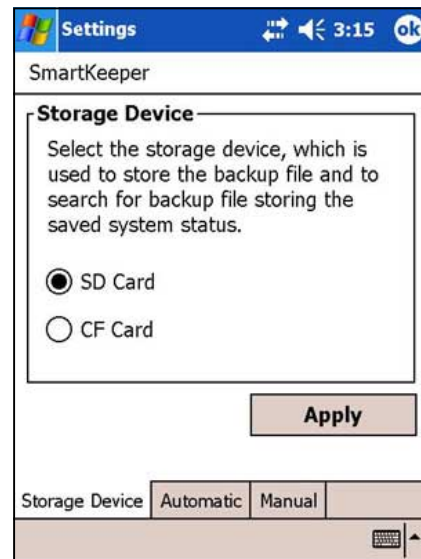 Settings 3:15 ok
SmartKeeper
Storage Device
Select the storage device, which is
used to store the backup file and to
search for backup file storing the
saved system status.
SD Card
CF Card
Apply
Storage Device Automatic Manual